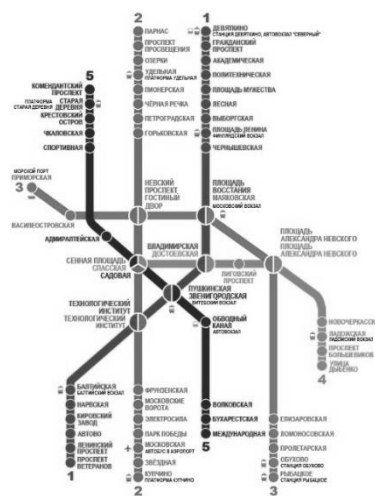 2
ПАРНАС
ПРОСПЕКТ
ПРОСВЕЩЕНИЯ
ОЗЕРКИ
УДЕЛЬНАЯ
ПЛАТФОРМА УДЕЛЬНАЯ
ПИОНЕРСКАЯ
ЧЁРНАЯ РЕЧКА
ПЕТРОГРАДСКАЯ
ГОРЬКОВСКАЯ
1
ДЕВЯТКИНО
СТАНЦИЯ ДЕВЯТКИНО, АВТОВОКЗАЛ "СЕВЕРНЫЙ"
ГРАЖДАНСКИЙ
ПРОСПЕКТ
АКАДЕМИЧЕСКАЯ
ПОЛИТЕХНИЧЕСКАЯ
ПЛОЩАДЬ МУЖЕСТВА
ЛЕСНАЯ
ВЫБОРГСКАЯ
ПЛОЩАДЬ ЛЕНИНА
ФИНЛЯНДСКИЙ ВОКЗАЛ
ЧЕРНЫШЕВСКАЯ
5
КОМЕНДАНТСКИЙ
ПРОСПЕКТ
ПЛАТФОРМА
СТАРАЯ ДЕРЕВНЯ
СТАРАЯ
ДЕРЕВНЯ
КРЕСТОВСКИЙ
ОСТРОВ
ЧКАЛОВСКАЯ
СПОРТИВНАЯ
МОРСКОЙ ПОРТ
ПРИМОРСКАЯ
3
ВАСИЛЕОСТРОВСКАЯ
НЕВСКИЙ
ПРОСПЕКТ
ГОСТИНЫЙ
ДВОР
ПЛОЩАДЬ
ВОССТАНИЯ
МАЯКОВСКАЯ
МОСКОВСКИЙ ВОКЗАЛ
АДМИРАЛТЕЙСКАЯ
СЕННАЯ ПЛОЩАДЬ
СПАССКАЯ
САДОВАЯ
ВЛАДИМИРСКАЯ
ДОСТОЕВСКАЯ
ЛИГОВСКИЙ
ПРОСПЕКТ
ПЛОЩАДЬ
АЛЕКСАНДРА НЕВСКОГО
ПЛОЩАДЬ
АЛЕКСАНДРА НЕВСКОГО
ПУШКИНСКАЯ
ЗВЕНИГОРОДСКАЯ
ВИТЕБСКИЙ ВОКЗАЛ
ТЕХНОЛОГИЧЕСКИЙ
ИНСТИТУТ
ТЕХНОЛОГИЧЕСКИЙ
ИНСТИТУТ
ОБВОДНЫЙ
КАНАЛ
АВТОВОКЗАЛ
НОВОЧЕРКАССКАЯ
ЛАДОЖСКАЯ
ЛАДОЖСКИЙ ВОКЗАЛ
ПРОСПЕКТ
БОЛЬШЕВИКОВ
УЛИЦА
ДЫБЕНКО
4
БАЛТИЙСКАЯ
БАЛТИЙСКИЙ ВОКЗАЛ
НАРВСКАЯ
КИРОВСКИЙ
ЗАВОД
АВТОВО
ЛЕНИНСКИЙ
ПРОСПЕКТ
ПРОСПЕКТ
ВЕТЕРАНОВ
1
ФРУНЗЕНСКАЯ
МОСКОВСКИЕ
ВОРОТА
ЭЛЕКТРОСИЛА
ПАРК ПОБЕДЫ
МОСКОВСКАЯ
АВТОБУС В АЭРОПОРТ
ЗВЁЗДНАЯ
КУПЧИНО
ПЛАТФОРМА КУПЧИНО
2
ВОЛКОВСКАЯ
БУХАРЕСТСКАЯ
МЕЖДУНАРОДНАЯ
5
ЕЛИЗАРОВСКАЯ
ЛОМОНОСОВСКАЯ
ПРОЛЕТАРСКАЯ
ОБУХОВО
СТАНЦИЯ ОБУХОВО
РЫБАЦКОЕ
СТАНЦИЯ РЫБАЦКОЕ
3